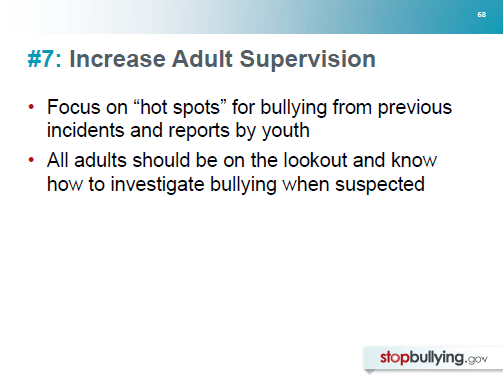 68
#7: Increase Adult Supervision
• Focus on “hot spots” for bullying from previous
incidents and reports by youth
• All adults should be on the lookout and know
how to investigate bullying when suspected
stopbullying.gov